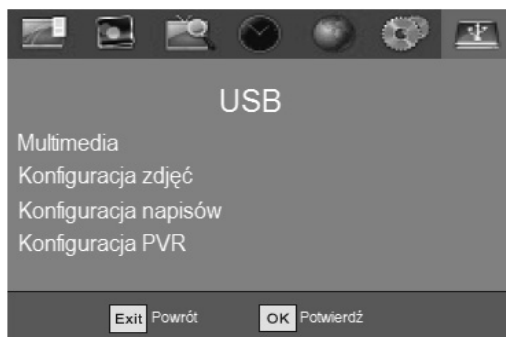 USB
Multimedia
Konfiguracja zdjęć
Konfiguracja napisów
Konfiguracja PVR
Exit Powrót OK Potwierdź